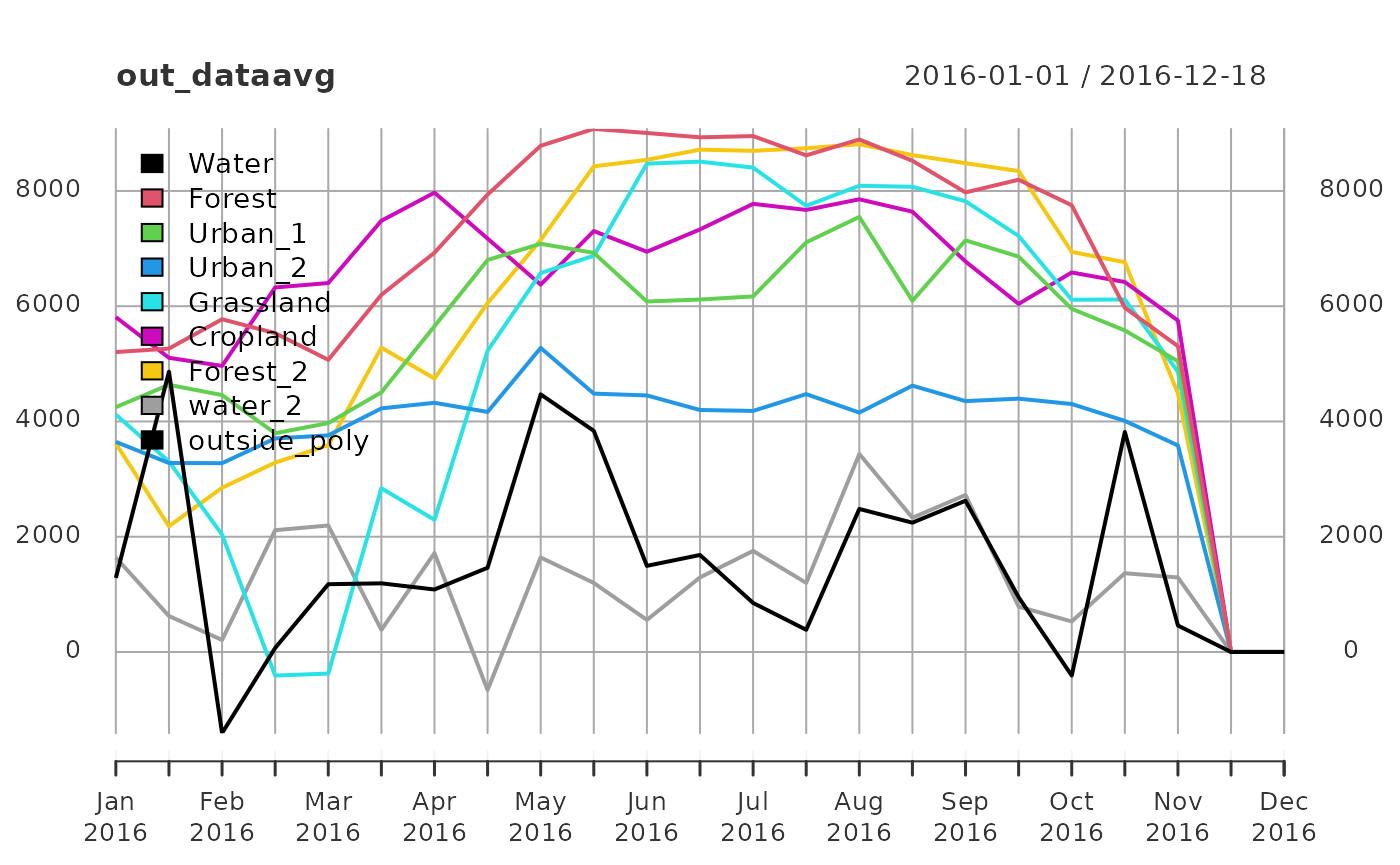 out_dataavg
2016-01-01 / 2016-12-18
Water
Forest
Urban_1
Urban_2
Grassland
Cropland
Forest_2
water_2
outside_poly
8000
6000
4000
2000
0
8000
6000
4000
2000
0
Jan Feb Mar Apr May Jun Jul Aug Sep Oct Nov Dec
2016 2016 2016 2016 2016 2016 2016 2016 2016 2016 2016 2016